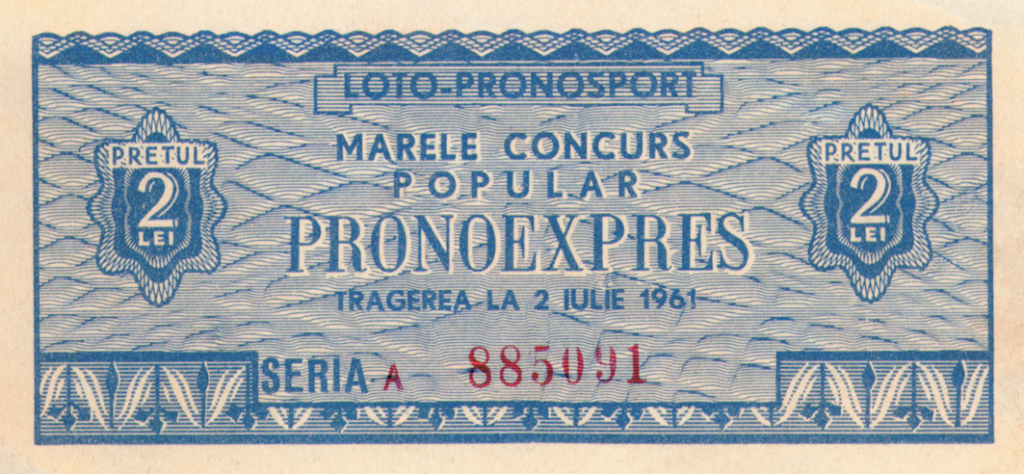 LOTO-PRONOSPORT
MARELE CONCURS
POPULAR
PRONOEXPRES
TRAGEREA LA 2 IULIE 1961
PRETUL
2
LEI
PRETUL
2
LEI
SERIA A 885091